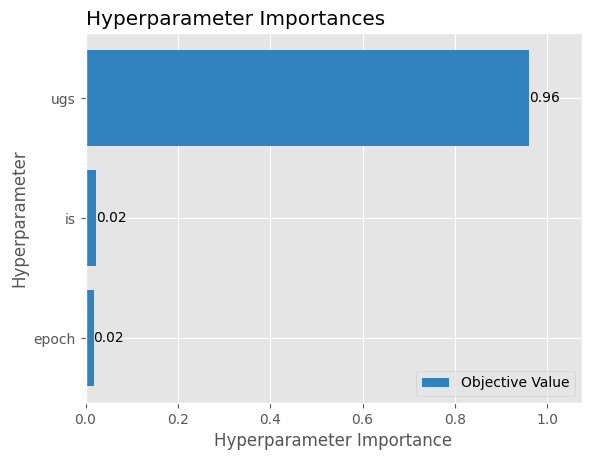 Hyperparameter Importances
Hyperparameter
ugs
0.96
is
0.02
epoch
0.02
Objective Value
0.0 0.2 0.4 0.6 0.8 1.0
Hyperparameter Importance